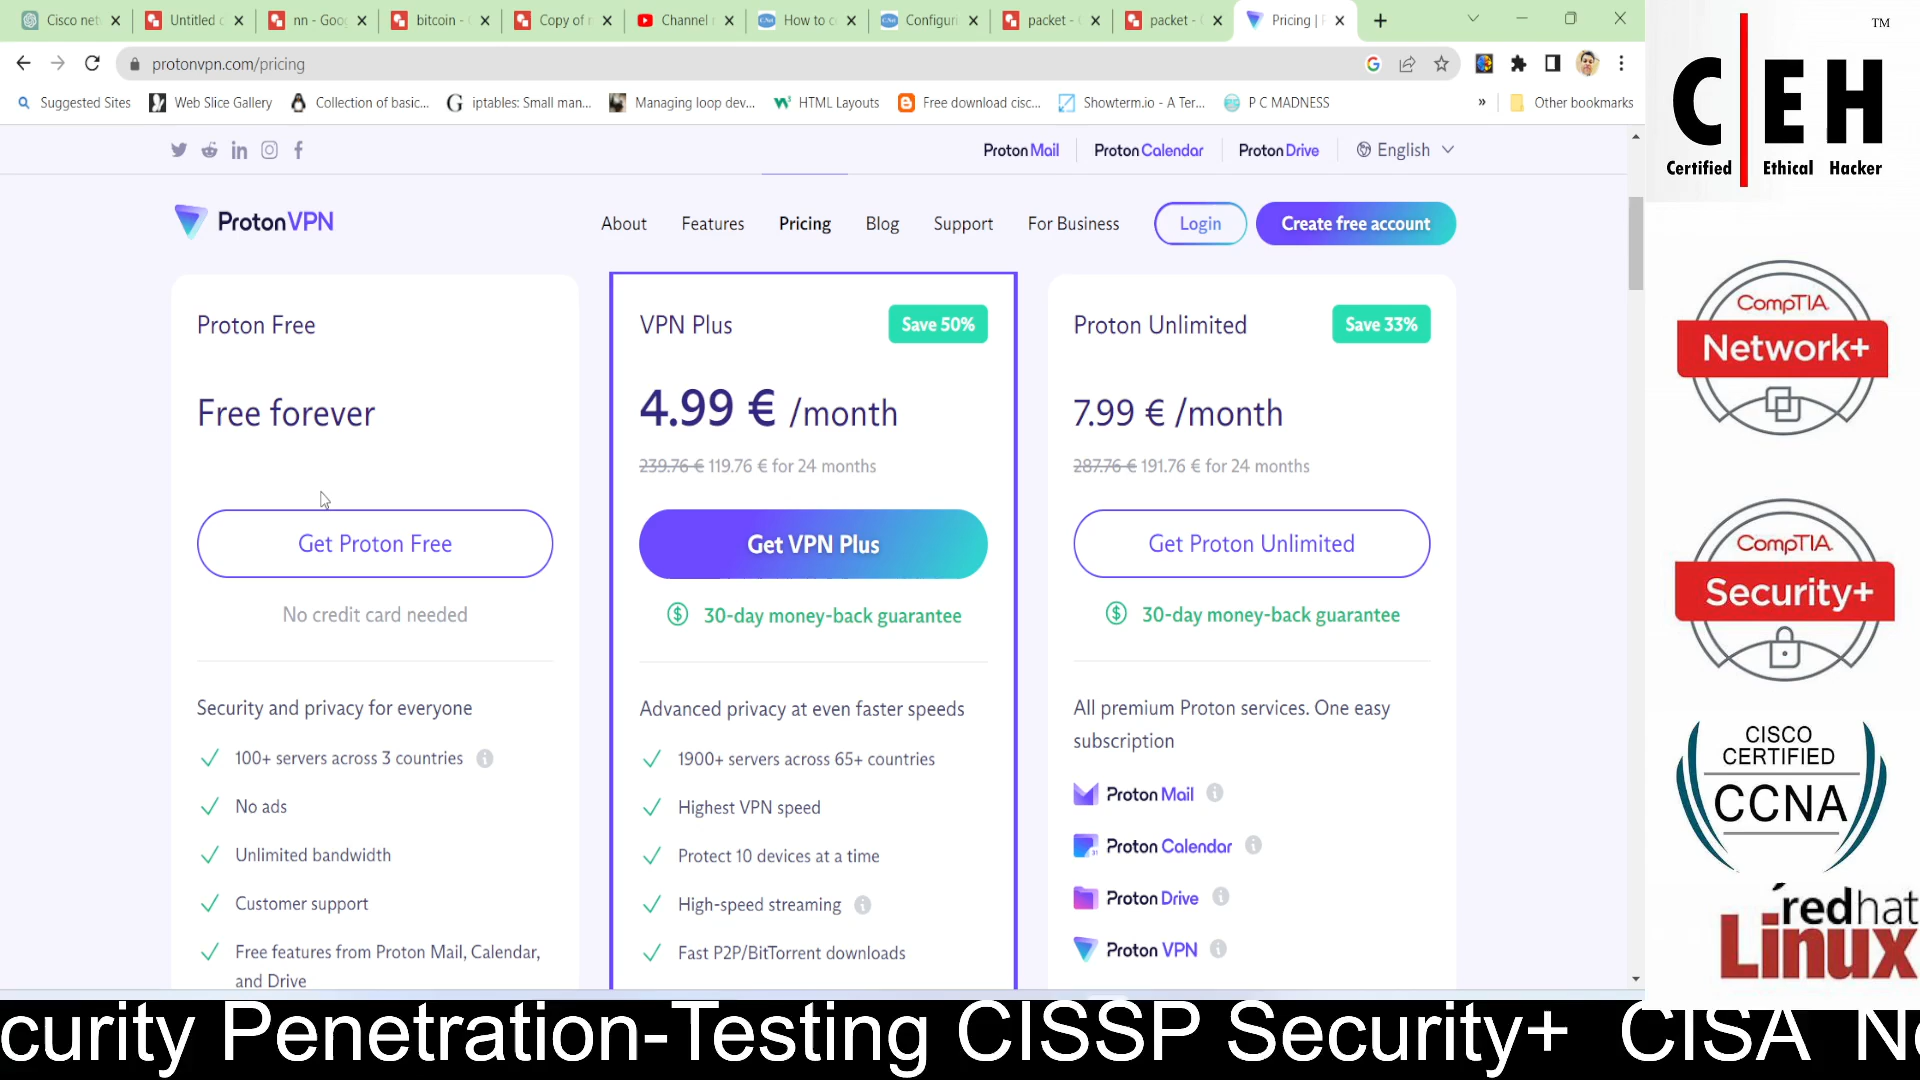 Cisco net
Untitled
nn - Goog
bitcoin -
Copy of
Channel
How to c
Configuri
packet -
packet -
Pricing |
protonvpn.com/pricing
Suggested Sites
Web Slice Gallery
Collection of basic...
iptables: Small man...
Managing loop dev...
HTML Layouts
Free download cisc...
Showterm.io - A Ter...
P C MADNESS
»
Other bookmarks
Proton Mail
Proton Calendar
Proton Drive
English
ProtonVPN
About
Features
Pricing
Blog
Support
For Business
Login
Create free account
Proton Free
Free forever
Get Proton Free
No credit card needed
Security and privacy for everyone
100+ servers across 3 countries
No ads
Unlimited bandwidth
Customer support
Free features from Proton Mail, Calendar,
and Drive
VPN Plus
Save 50%
4.99 € /month
239.76 € 119.76 € for 24 months
Get VPN Plus
30-day money-back guarantee
Advanced privacy at even faster speeds
1900+ servers across 65+ countries
Highest VPN speed
Protect 10 devices at a time
High-speed streaming
Fast P2P/BitTorrent downloads
Proton Unlimited
Save 33%
7.99 € /month
287.76 € 191.76 € for 24 months
Get Proton Unlimited
30-day money-back guarantee
All premium Proton services. One easy
subscription
Proton Mail
Proton Calendar
Proton Drive
Proton VPN
TM
C EH
Certified Ethical Hacker
CompTIA
Network+
CompTIA
Security+
CISCO
CERTIFIED
CCNA
redhat
Linux
curity Penetration-Testing CISSP Security+ CISA